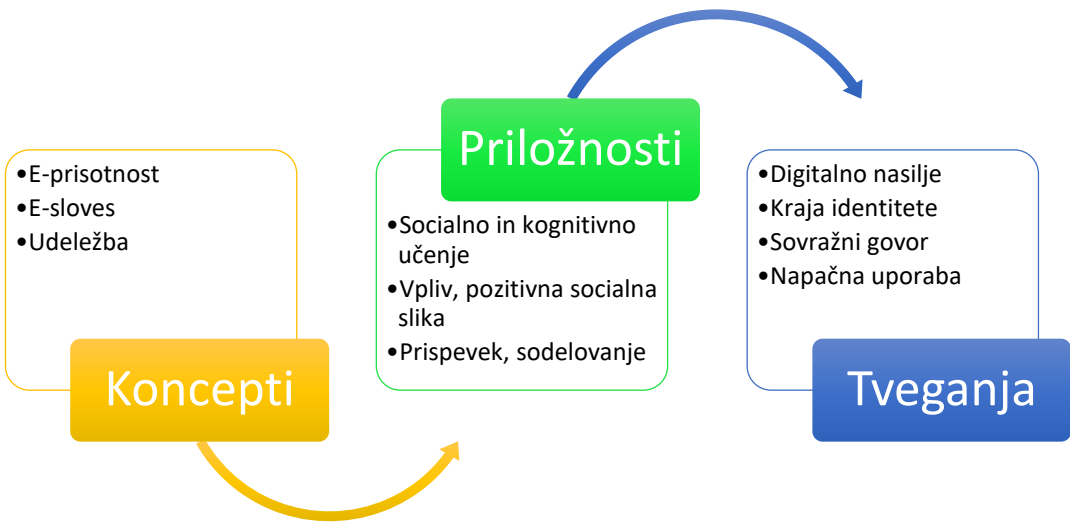 •E-prisotnost
•E-sloves
•Udeležba
Koncepti
Priložnosti
•Socialno in kognitivno
učenje
•Vpliv, pozitivna socialna
slika
•Prispevek, sodelovanje
•Digitalno nasilje
•Kraja identitete
•Sovražni govor
•Napačna uporaba
Tveganja